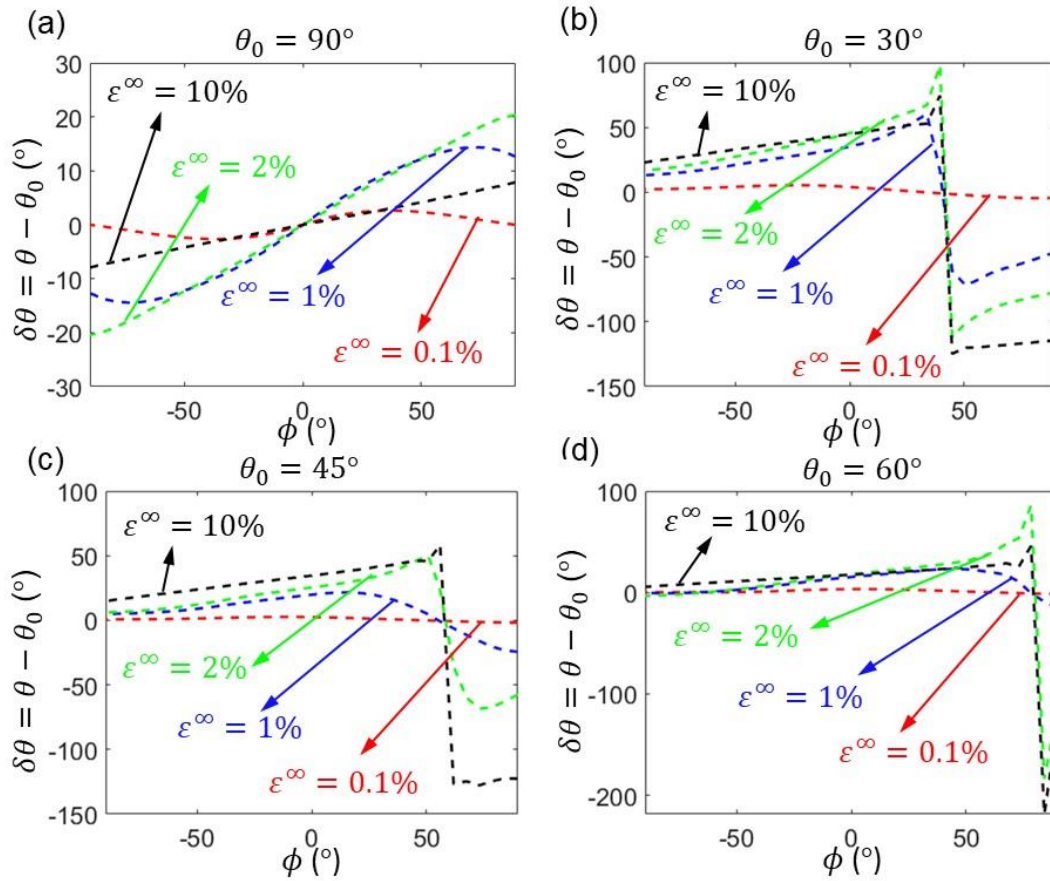 (a)
θ₀ = 90°
δθ = θ − θ₀ (°)
30
20
10
0
-10
-20
-30
ε^∞ = 10%
ε^∞ = 2%
ε^∞ = 1%
ε^∞ = 0.1%
-50
0
50
ϕ (°)
(b)
θ₀ = 30°
δθ = θ − θ₀ (°)
100
50
0
-50
-100
-150
ε^∞ = 10%
ε^∞ = 2%
ε^∞ = 1%
ε^∞ = 0.1%
-50
0
50
ϕ (°)
(c)
θ₀ = 45°
δθ = θ − θ₀ (°)
100
50
0
-50
-100
-150
ε^∞ = 10%
ε^∞ = 2%
ε^∞ = 1%
ε^∞ = 0.1%
-50
0
50
ϕ (°)
(d)
θ₀ = 60°
δθ = θ − θ₀ (°)
100
0
-100
-200
ε^∞ = 10%
ε^∞ = 2%
ε^∞ = 1%
ε^∞ = 0.1%
-50
0
50
ϕ (°)